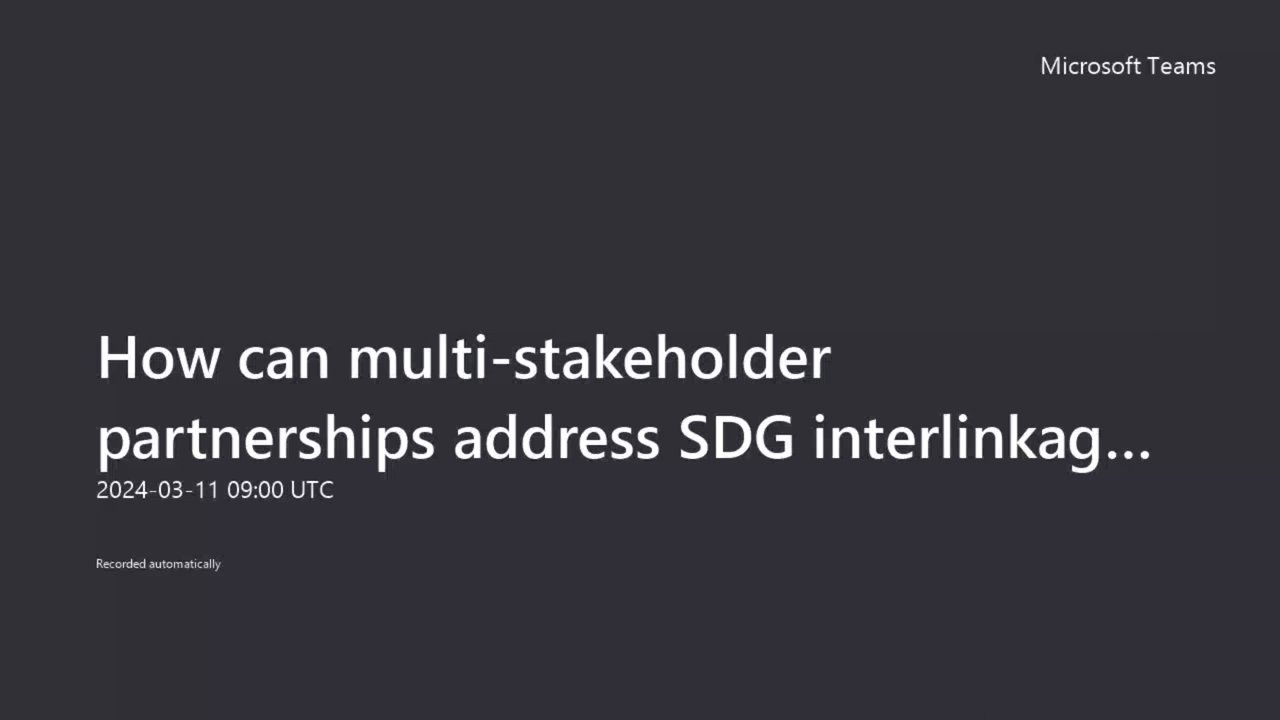 Microsoft Teams
How can multi-stakeholder
partnerships address SDG interlinkag...
2024-03-11 09:00 UTC
Recorded automatically